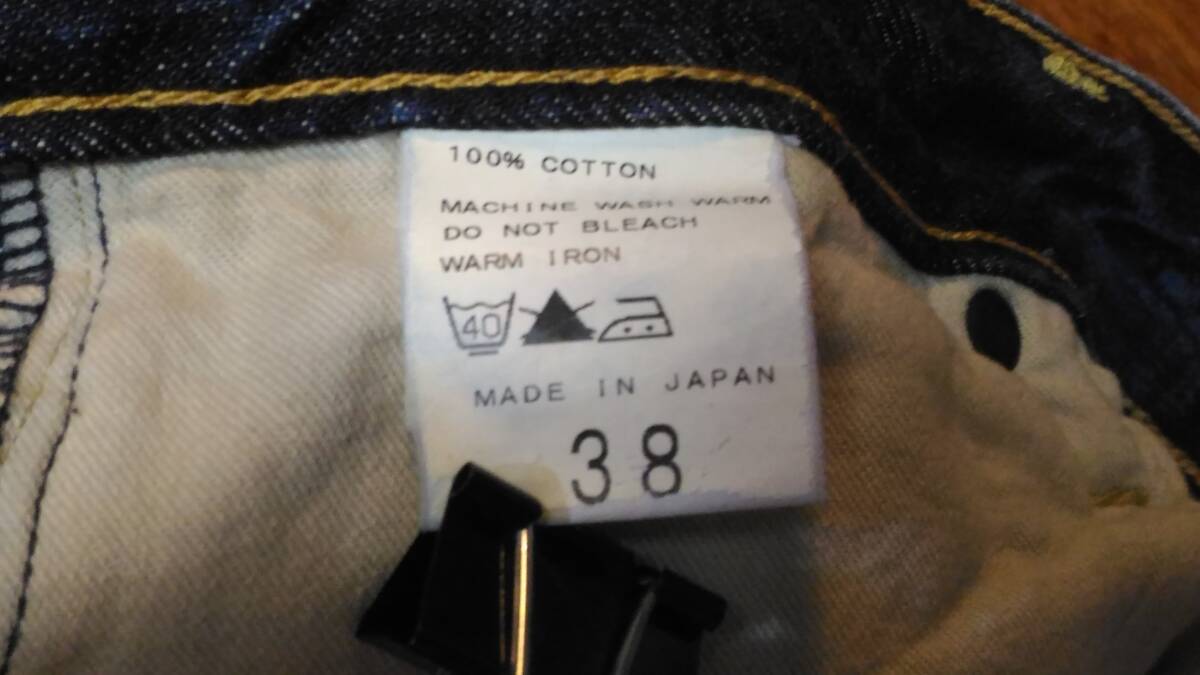 100% COTTON
MACHINE WASH WARM
DO NOT BLEACH
WARM IRON
40
MADE IN JAPAN
38